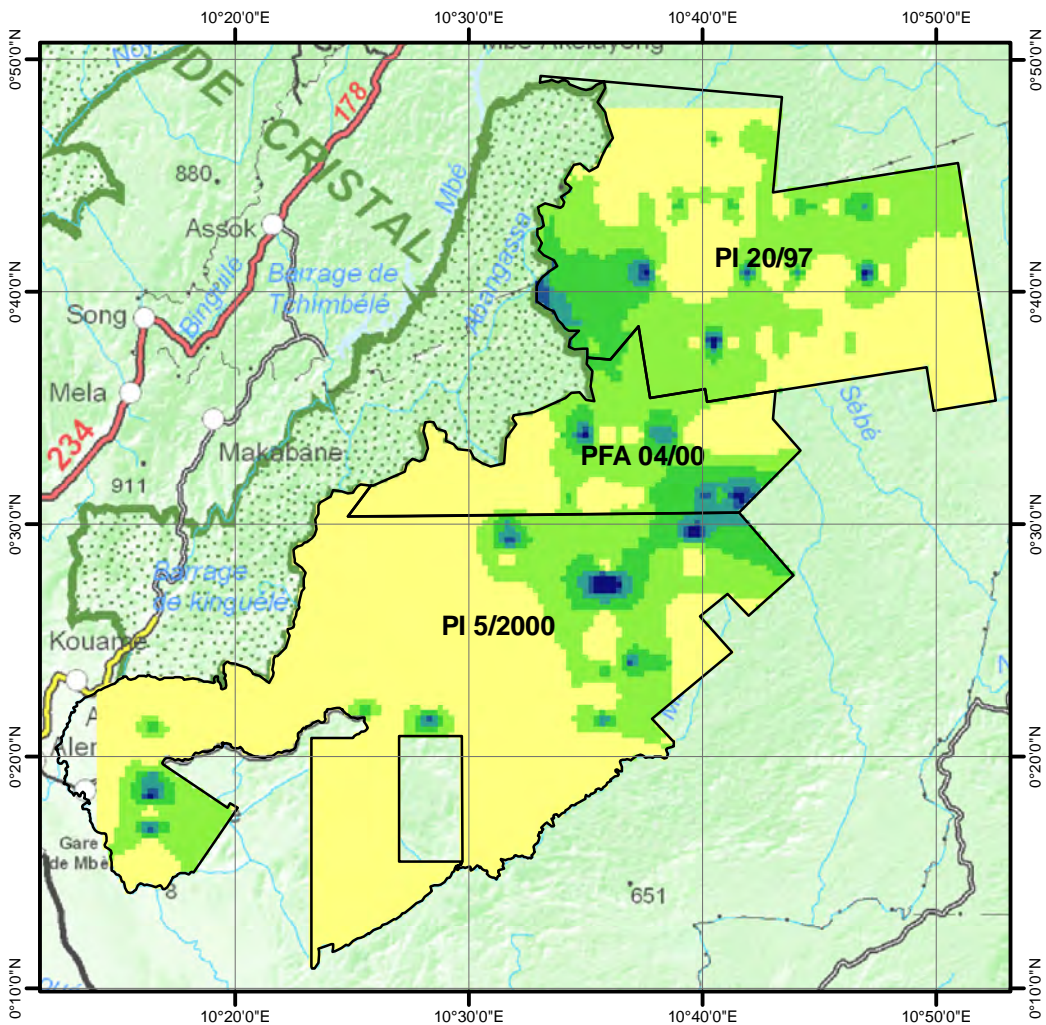 10°20'0"E 10°30'0"E 10°40'0"E 10°50'0"E
0°50'0"N 0°50'0"N
DE
CRISTAL
178
880
Mbé
Assok
Abangassa
PI 20/97
Binguile
Barrage de
Tchimbélé
0°40'0"N 0°40'0"N
Song
Mela
Sébé
234
Makabane
PFA 04/00
911
0°30'0"N 0°30'0"N
Barrage
de kinguélé
PI 5/2000
Kouame
0°20'0"N 0°20'0"N
Gare
de Mbé
8
651
0°10'0"N 0°10'0"N
10°20'0"E 10°30'0"E 10°40'0"E 10°50'0"E